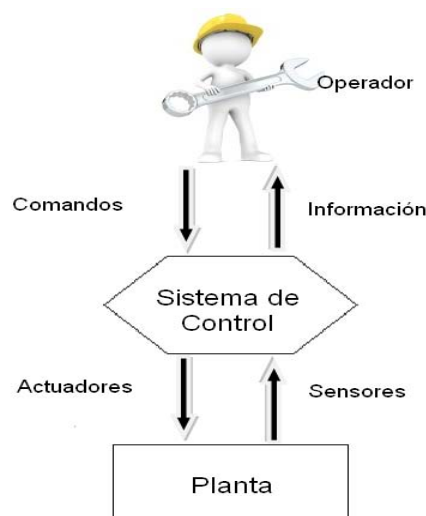 Operador
Comandos
Información
Sistema de
Control
Actuadores
Sensores
Planta